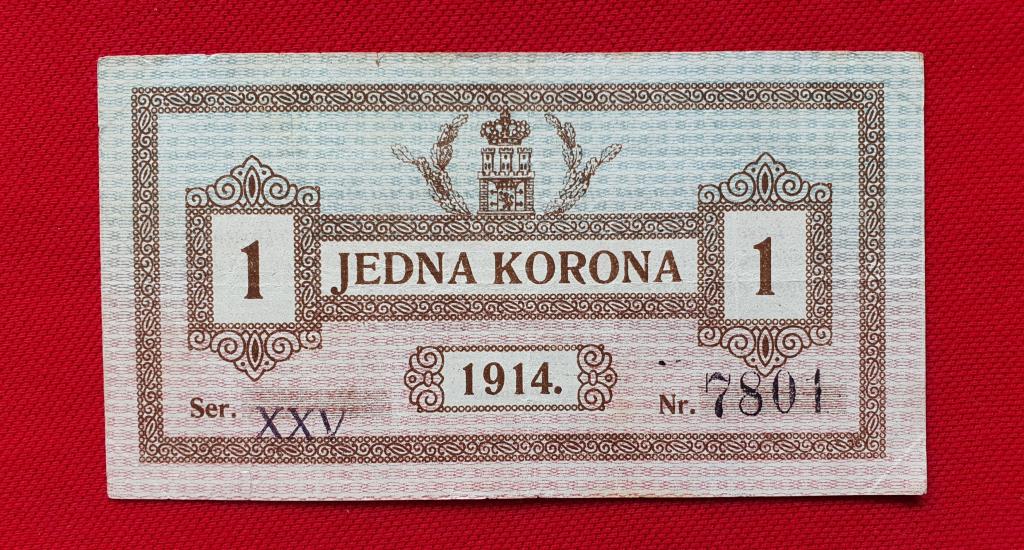 1 JEDNA KORONA 1
1914.
Ser. XXV Nr. 7801